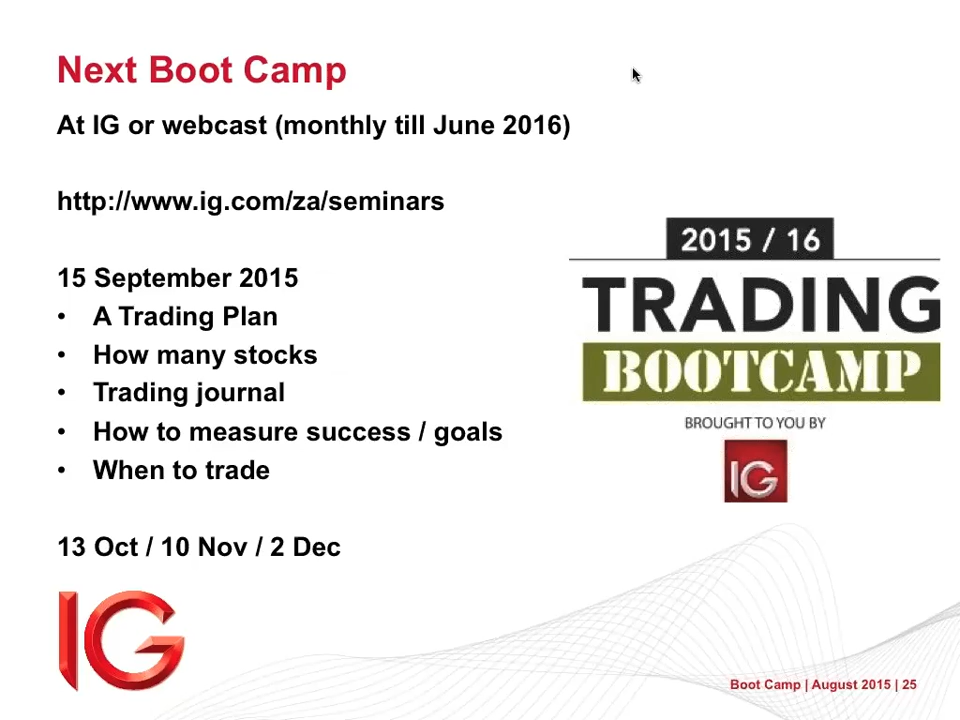 Next Boot Camp
At IG or webcast (monthly till June 2016)
http://www.ig.com/za/seminars
15 September 2015
• A Trading Plan
• How many stocks
• Trading journal
• How to measure success / goals
• When to trade
13 Oct / 10 Nov / 2 Dec
IG
2015 / 16
TRADING
BOOTCAMP
BROUGHT TO YOU BY
IG
Boot Camp | August 2015 | 25